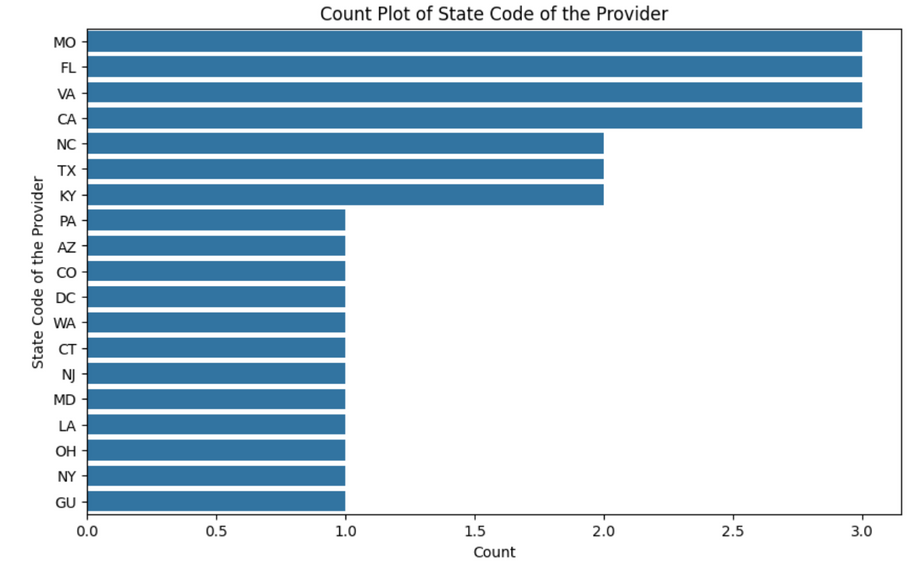 Count Plot of State Code of the Provider
State Code of the Provider
MO
FL
VA
CA
NC
TX
KY
PA
AZ
CO
DC
WA
CT
NJ
MD
LA
OH
NY
GU
0.0 0.5 1.0 1.5 2.0 2.5 3.0
Count